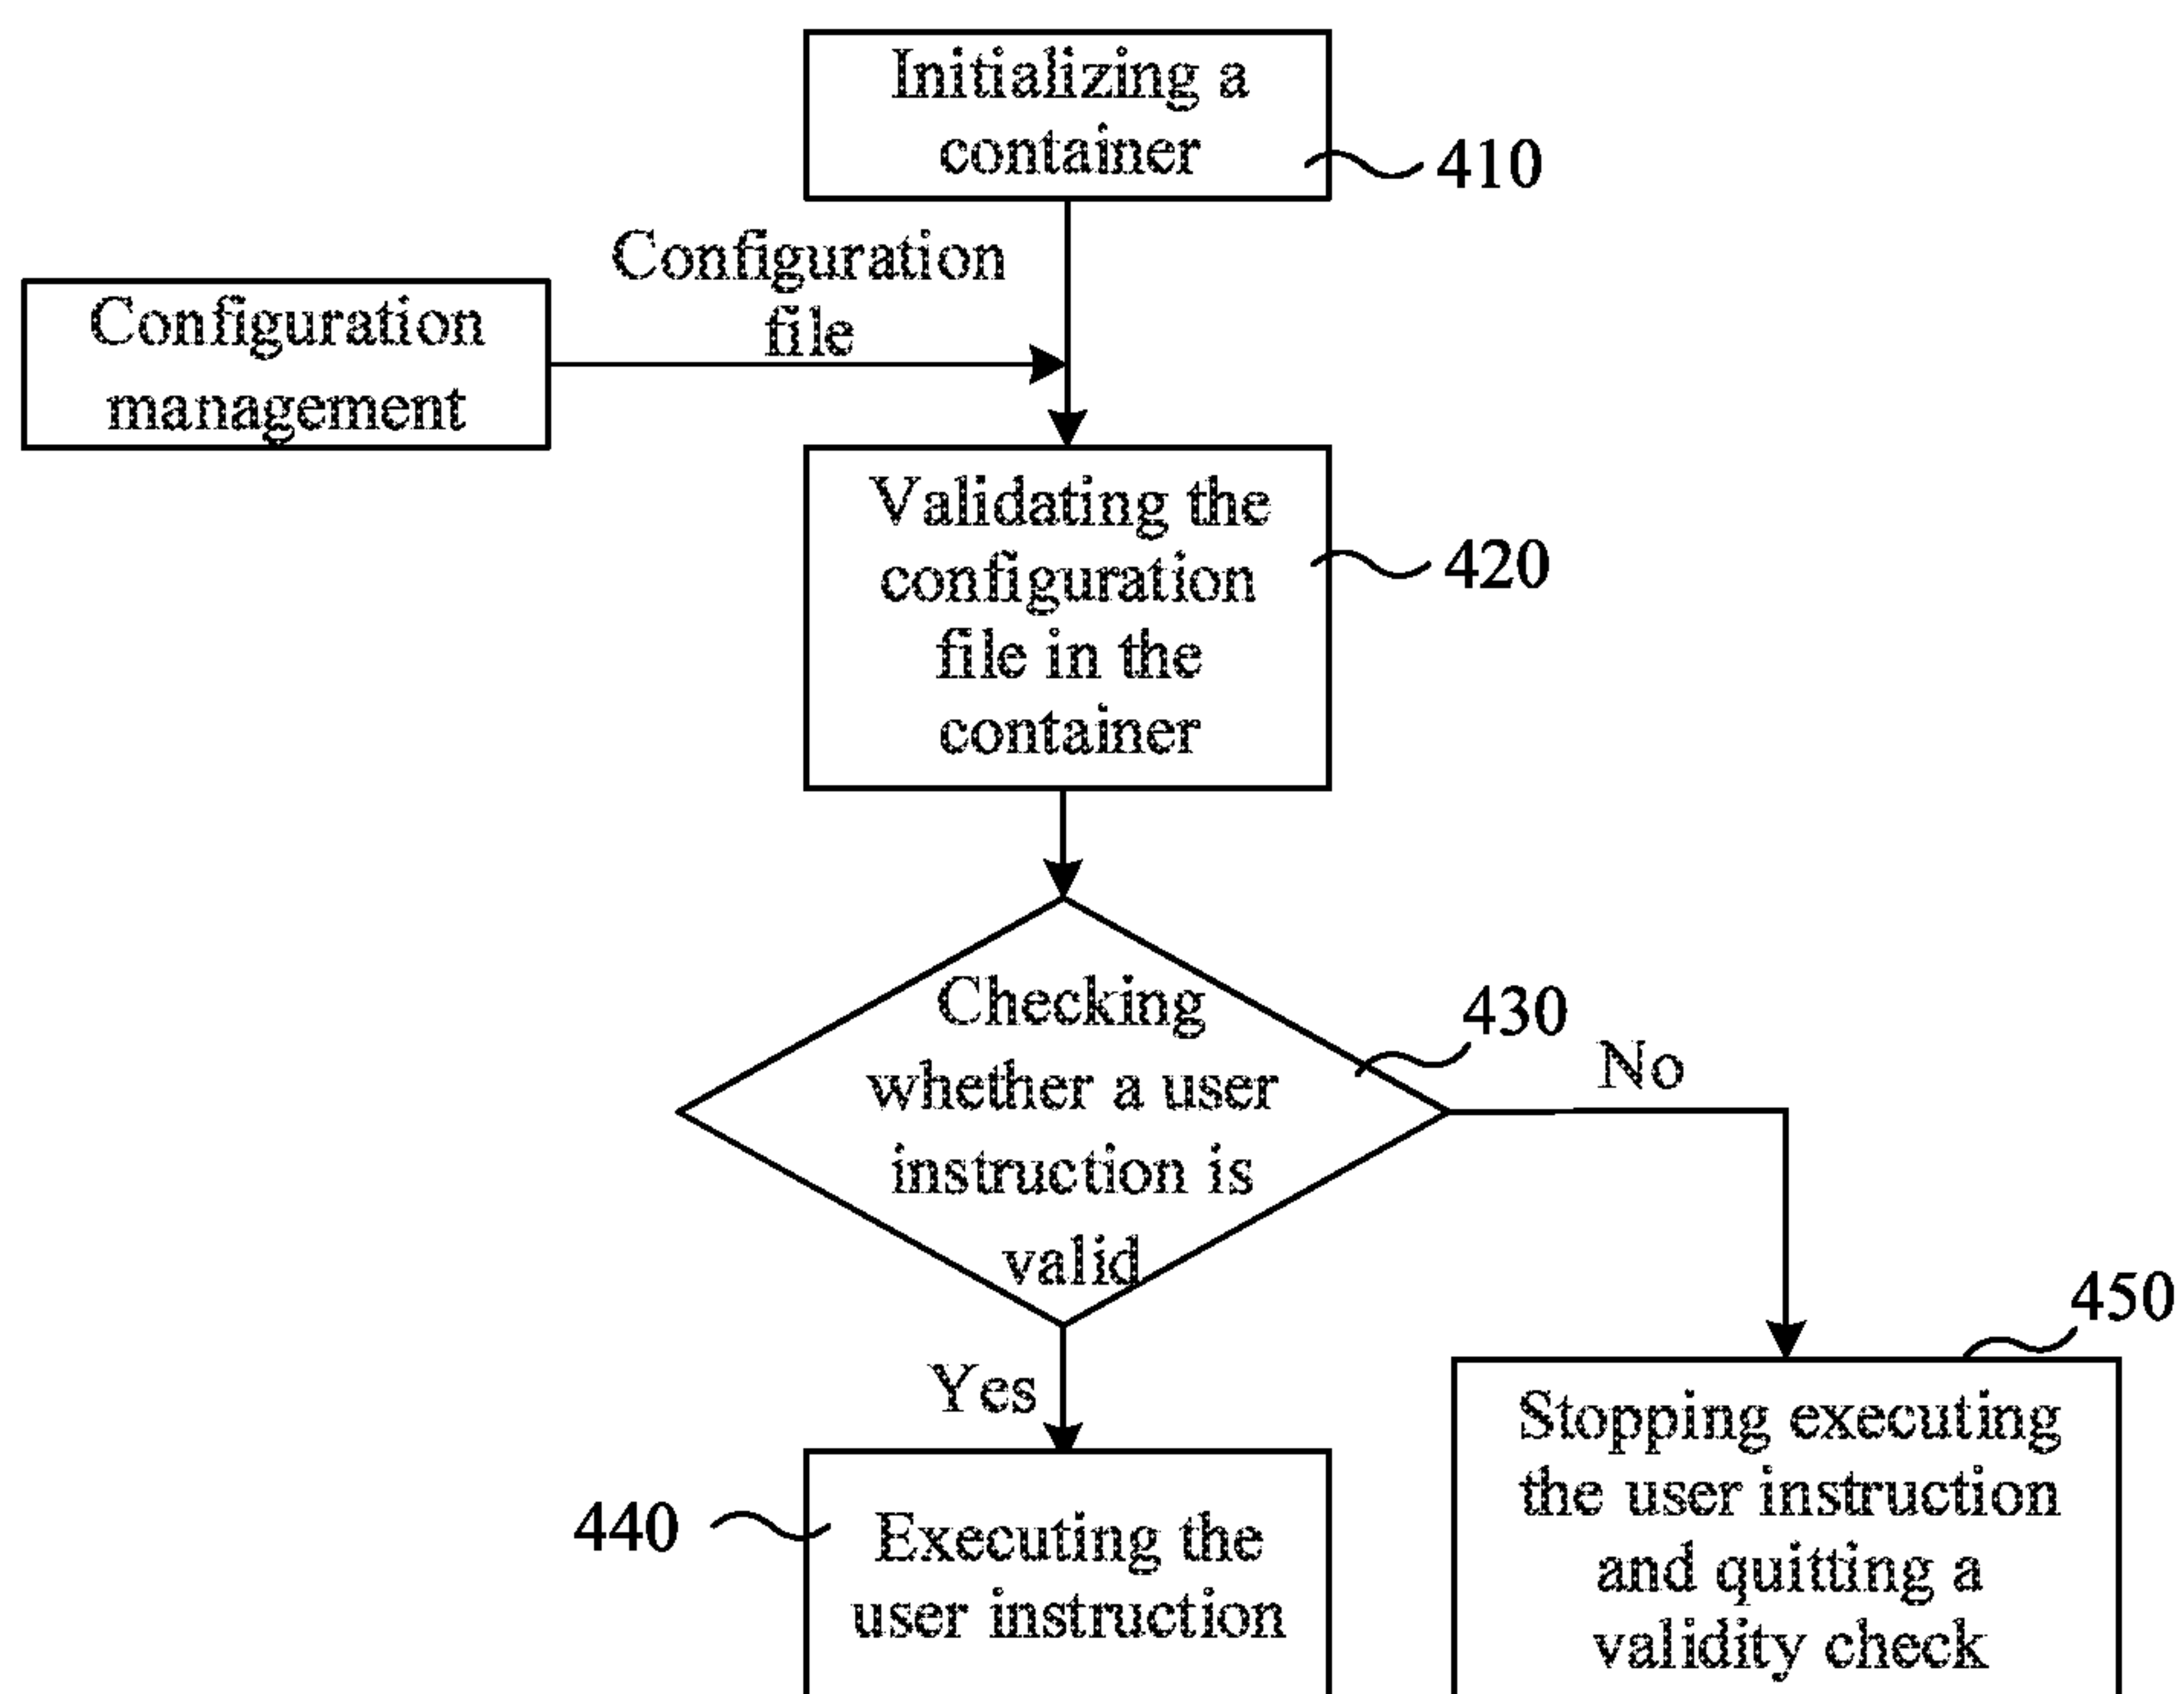 Initializing a
container
410
Configuration
file
Configuration
management
Validating the
configuration
file in the
container
420
Checking
whether a user
instruction is
valid
430
No
Yes
450
440
Executing the
user instruction
Stopping executing
the user instruction
and quitting a
validity check